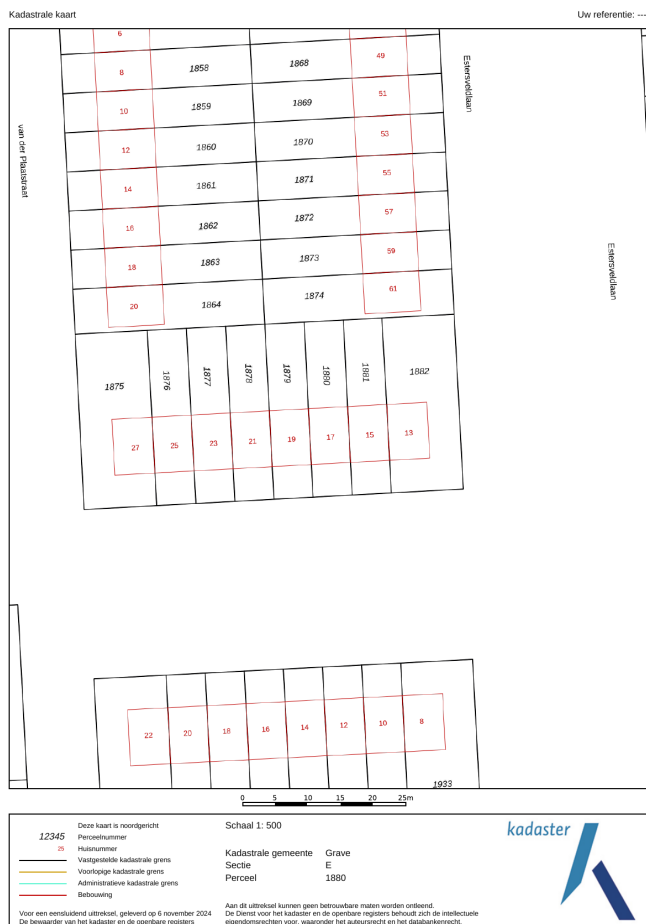 Kadastrale kaart
Uw referentie: ---
6
49
8
1858
1868
51
10
1859
1869
53
12
1860
1870
55
14
1861
1871
57
16
1862
1872
59
18
1863
1873
61
20
1864
1874
van der Plaatstraat
Estersveldlaan
Estersveldlaan
1875
1876
1877
1878
1879
1880
1881
1882
27
25
23
21
19
17
15
13
22
20
18
16
14
12
10
8
1933
0 5 10 15 20 25m
Deze kaart is noordgericht
12345 Perceelnummer
25 Huisnummer
Vastgestelde kadastrale grens
Voorlopige kadastrale grens
Administratieve kadastrale grens
Bebouwing
Voor een eensluidend uittreksel, geleverd op 6 november 2024
De bewaarder van het kadaster en de openbare registers
Schaal 1: 500
Kadastrale gemeente Grave
Sectie E
Perceel 1880
Aan dit uittreksel kunnen geen betrouwbare maten worden ontleend.
De Dienst voor het kadaster en de openbare registers behoudt zich de intellectuele
eigendomsrechten voor, waaronder het auteursrecht en het databankenrecht.
kadaster